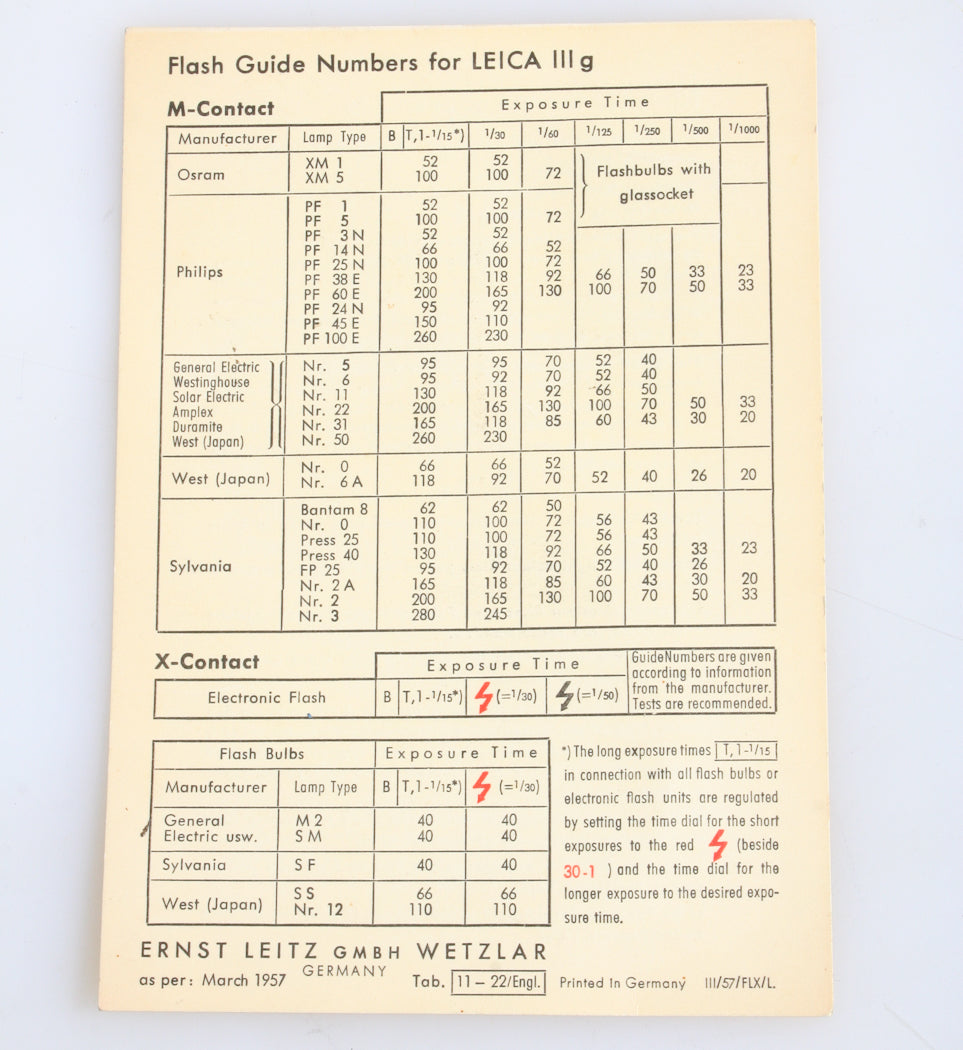 Flash Guide Numbers for LEICA III g
M-Contact
Exposure Time
Manufacturer Lamp Type B T,1-1/15*) 1/30 1/60 1/125 1/250 1/500 1/1000
Osram
XM 1 52 52
XM 5 100 100 72
Flashbulbs with
glassocket
Philips
PF 1 52 52
PF 5 100 100 72
PF 3 N 52 52
PF 14 N 66 66 52
PF 25 N 100 100 72
PF 38 E 130 118 92 66 50 33 23
PF 60 E 200 165 130 100 70 50 33
PF 24 N 95 92
PF 45 E 150 110
PF 100 E 260 230
General Electric
Westinghouse
Solar Electric
Amplex
Duramite
West (Japan)
Nr. 5 95 95 70 52 40
Nr. 6 95 92 70 52 40
Nr. 11 130 118 92 66 50
Nr. 22 200 165 130 100 70 50 33
Nr. 31 165 118 85 60 43 30 20
Nr. 50 260 230
West (Japan)
Nr. 0 66 66 52
Nr. 6 A 118 92 70 52 40 26 20
Sylvania
Bantam 8 62 62 50
Nr. 0 110 100 72 56 43
Press 25 110 100 72 56 43
Press 40 130 118 92 66 50 33 23
FP 25 95 92 70 52 40 26
Nr. 2 A 165 118 85 60 43 30 20
Nr. 2 200 165 130 100 70 50 33
Nr. 3 280 245
X-Contact
Exposure Time
Electronic Flash B T,1-1/15*) (=1/30) (=1/50)
GuideNumbers are given
according to information
from the manufacturer.
Tests are recommended.
Flash Bulbs Exposure Time
Manufacturer Lamp Type B T,1-1/15*) (=1/30)
General M 2 40 40
Electric usw. S M 40 40
Sylvania S F 40 40
West (Japan)
S S 66 66
Nr. 12 110 110
*) The long exposure times T, 1-1/15
in connection with all flash bulbs or
electronic flash units are regulated
by setting the time dial for the short
exposures to the red (beside
30-1 ) and the time dial for the
longer exposure to the desired expo-
sure time.
ERNST LEITZ GMBH WETZLAR
GERMANY
as per: March 1957 Tab. 11 – 22/Engl. Printed In Germany III/57/FLX/L.